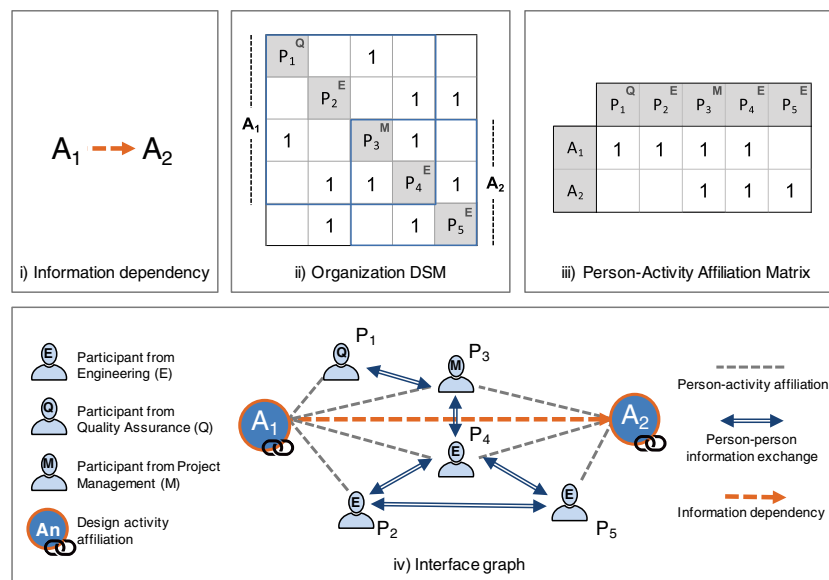 A1 A2
i) Information dependency
P1 Q 1
P2 E 1 1
A1 1 P3 M 1
1 1 P4 E 1 A2
1 1 P5 E
ii) Organization DSM
P1 Q P2 E P3 M P4 E P5 E
A1 1 1 1 1
A2 1 1 1
iii) Person-Activity Affiliation Matrix
E Participant from
Engineering (E)
Q Participant from
Quality Assurance (Q)
M Participant from Project
Management (M)
An Design activity
affiliation
P1
Q
P3
M
A1
A2
P4
E
E
P2
E
P5
iv) Interface graph
Person-activity affiliation
Person-person
information exchange
Information dependency